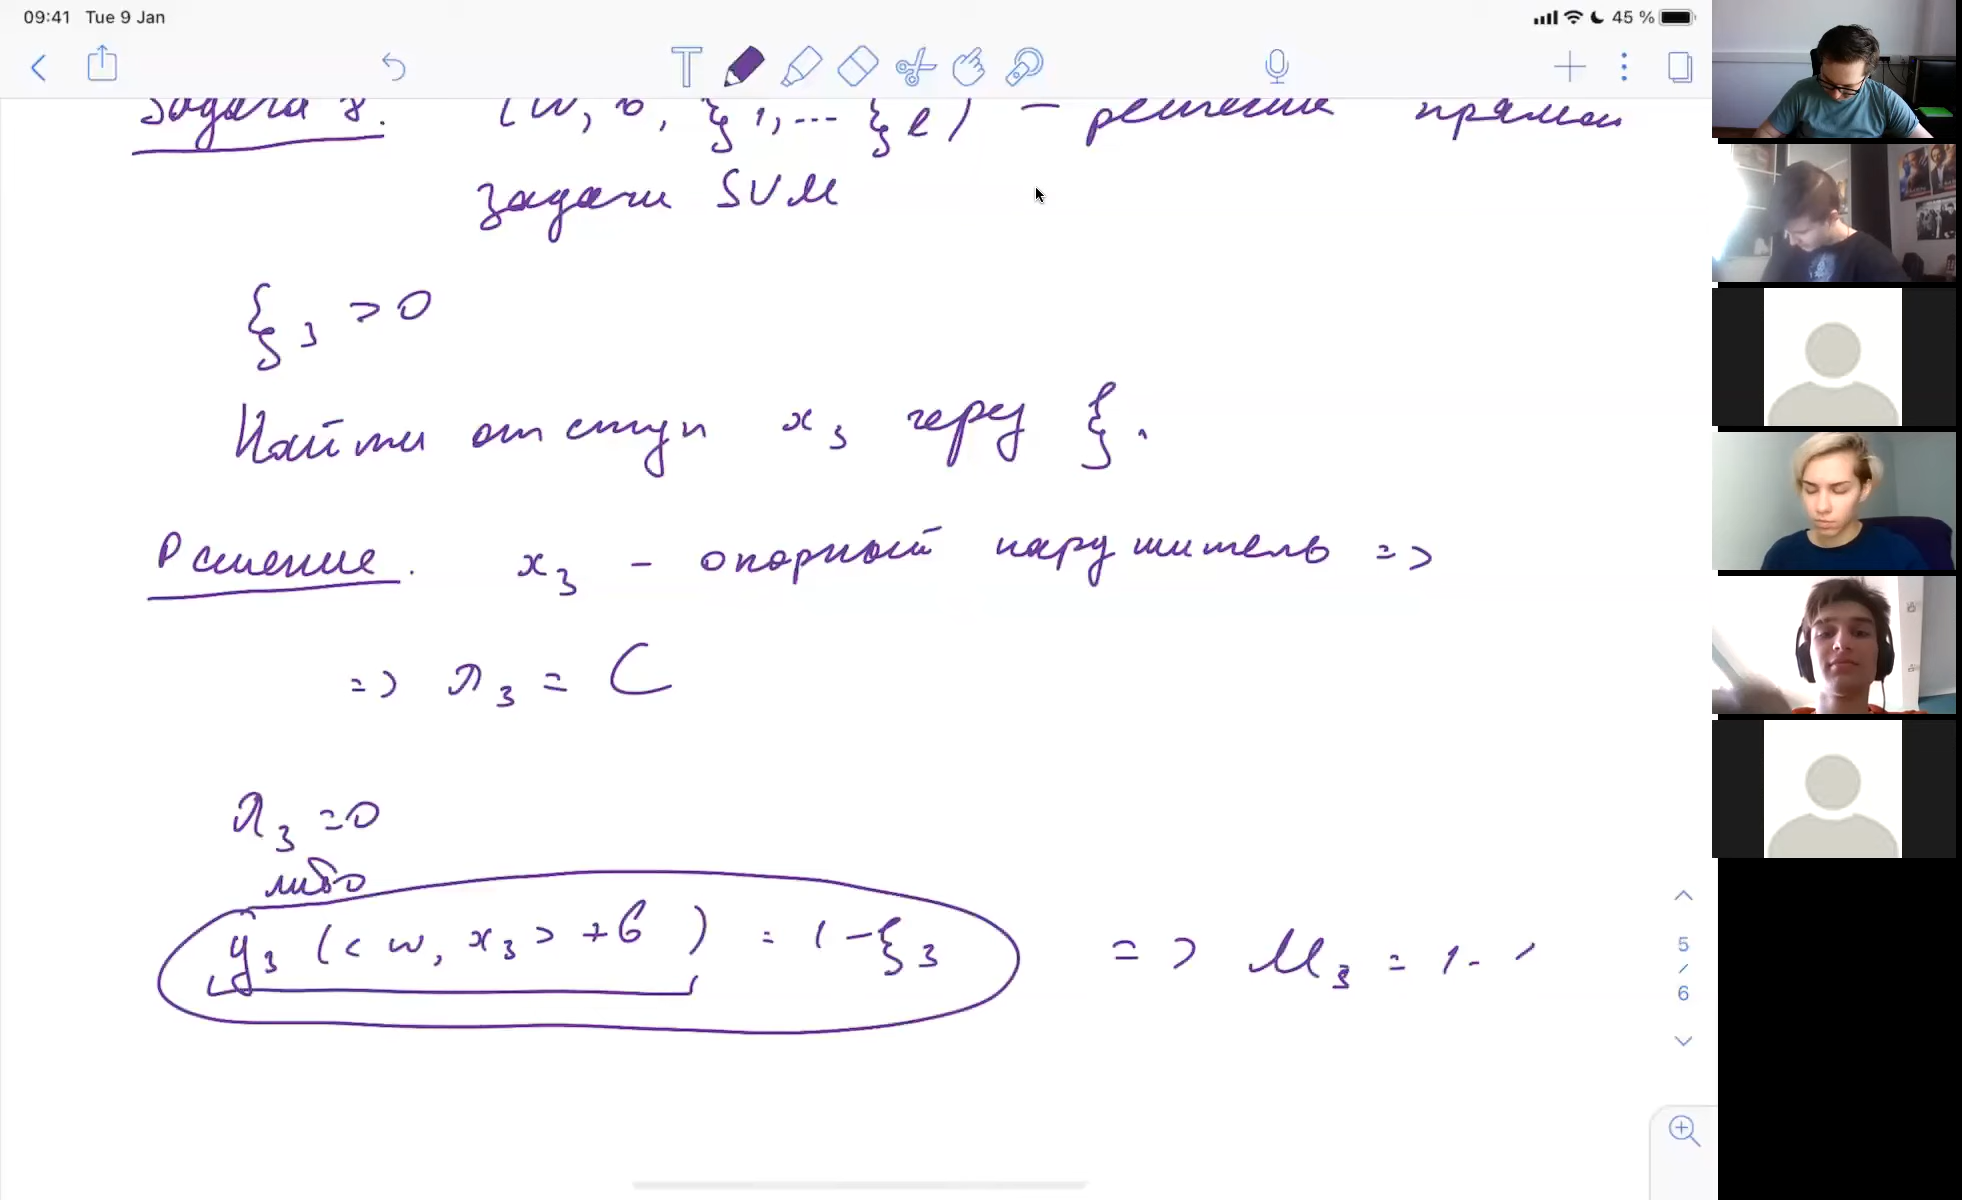 09:41 Tue 9 Jan 45 %
Задача 8. (w, b, ξ1, ... ξl) – решение прямой
задачи SVM
ξ3 > 0
Найти отступ x3 через ξ.
Решение. x3 – опорный нарушитель =>
=> λ3 = C
λ3 = 0
либо
y3 (<w, x3> + b) = 1 - ξ3 => M3 = 1 -
5
/
6